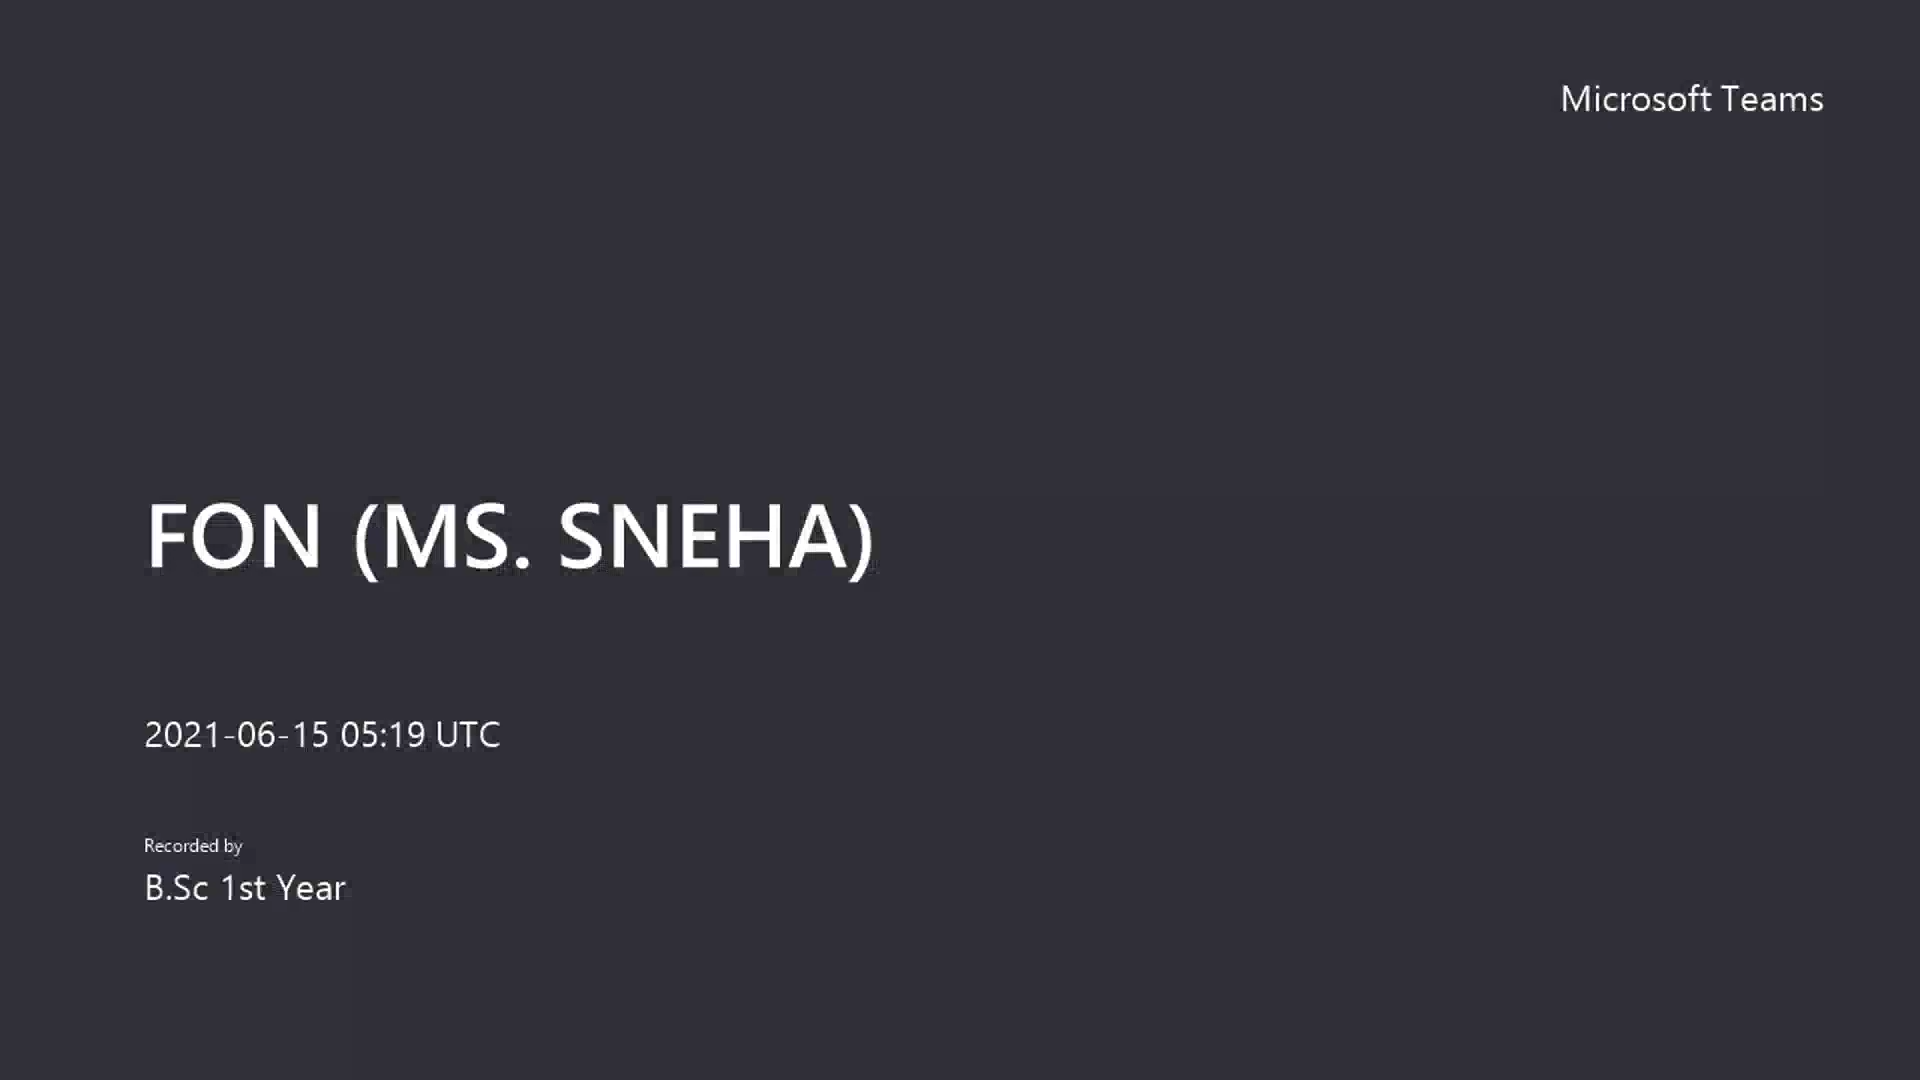 Microsoft Teams
FON (MS. SNEHA)
2021-06-15 05:19 UTC
Recorded by
B.Sc 1st Year